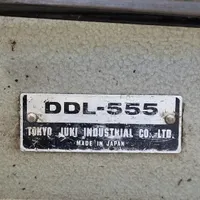 DDL-555
TOKYO JUKI INDUSTRIAL CO.,LTD.
MADE IN JAPAN